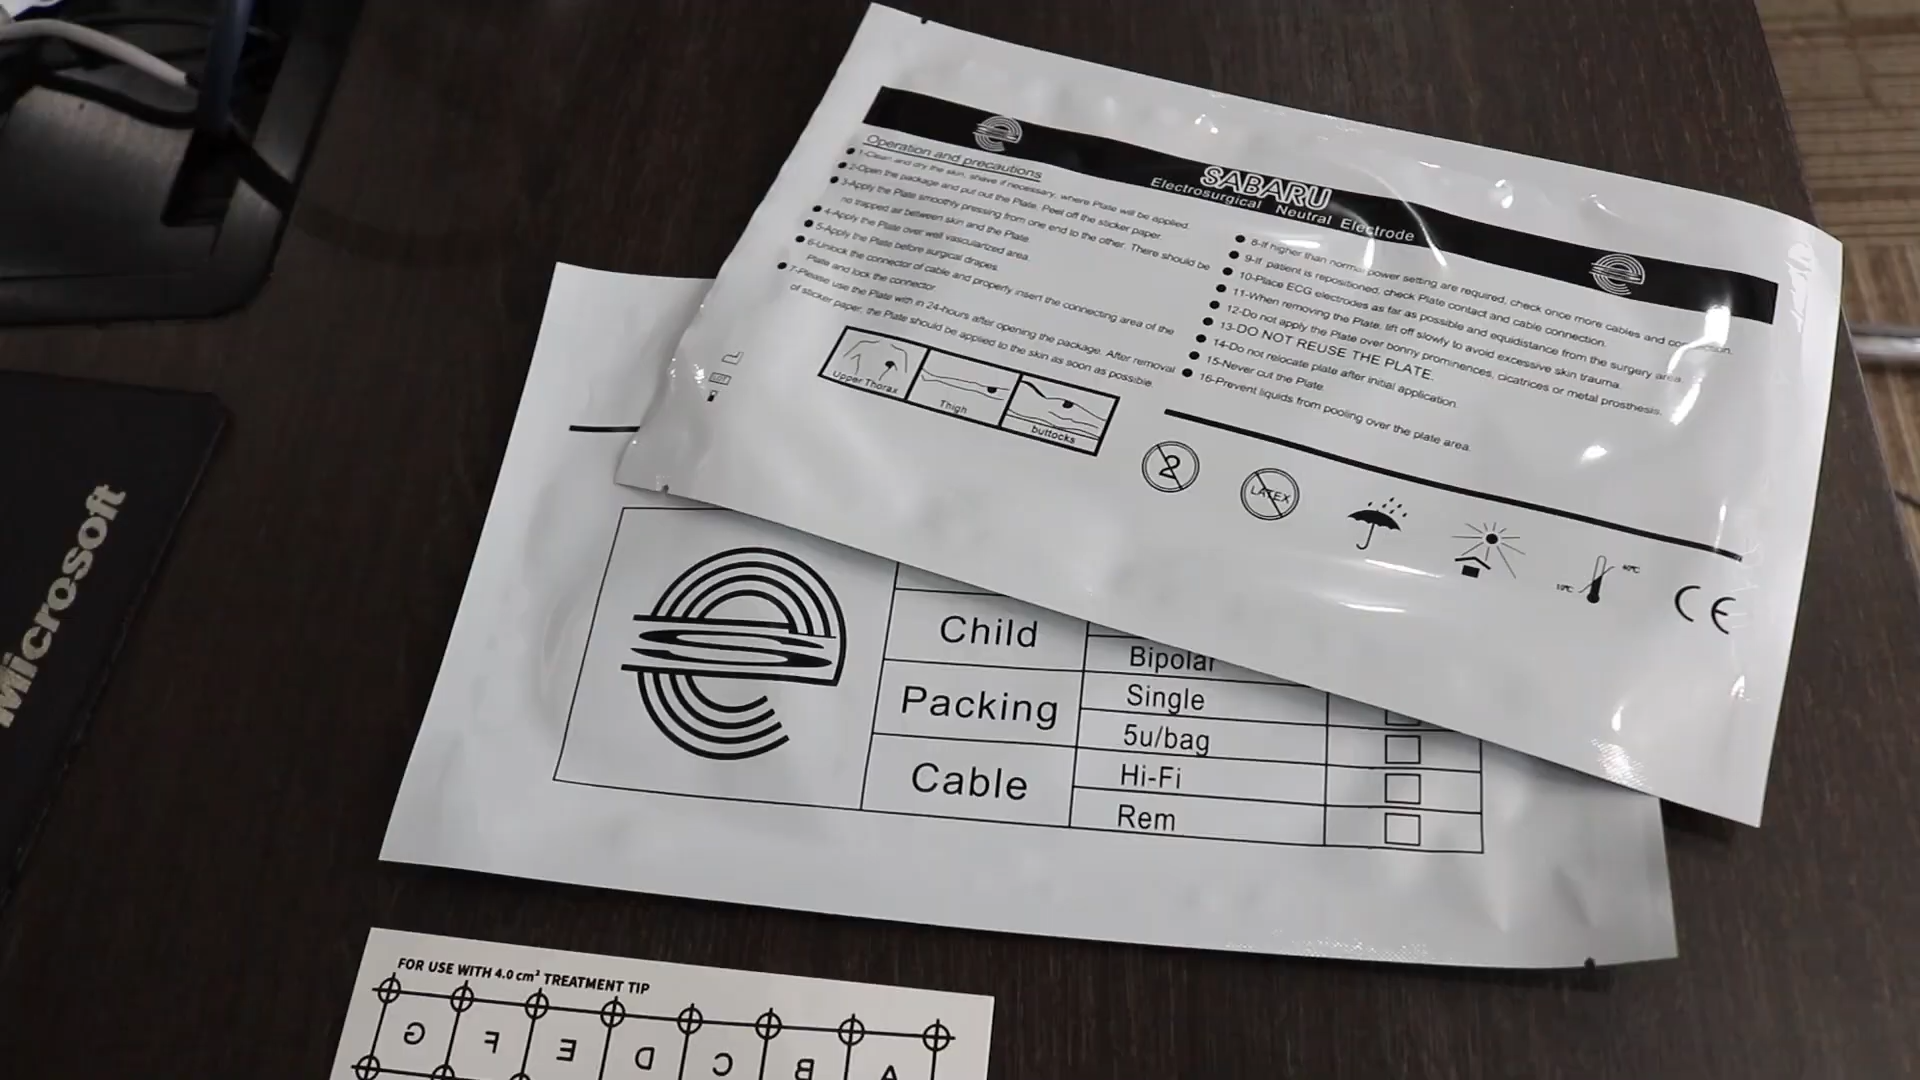 SABARU
Electrosurgical Neutral Electrode
Operation and precautions
1-Clean and dry the skin, shave if necessary, where Plate will be applied.
2-Open the package and put out the Plate. Peel off the sticker paper.
3-Apply the Plate smoothly pressing from one end to the other. There should be
no trapped air between skin and the Plate.
4-Apply the Plate over well vascularized area.
5-Apply the Plate before surgical drapes.
6-Unlock the connector of cable and properly insert the connecting area of the
Plate and lock the connector.
7-Please use the Plate with in 24-hours after opening the package. After removal
of sticker paper, the Plate should be applied to the skin as soon as possible.
8-If higher than normal power setting are required, check once more cables and connection.
9-If patient is repositioned, check Plate contact and cable connection.
10-Place ECG electrodes as far as possible and equidistance from the surgery area.
11-When removing the Plate, lift off slowly to avoid excessive skin trauma.
12-Do not apply the Plate over bonny prominences, cicatrices or metal prosthesis.
13-DO NOT REUSE THE PLATE.
14-Do not relocate plate after initial application.
15-Never cut the Plate.
16-Prevent liquids from pooling over the plate area.
Upper Thorax
Thigh
buttocks
LOT
2
LATEX
10℃
40℃
CE
Child
Bipolar
Packing
Single
5u/bag
Cable
Hi-Fi
Rem
Microsoft
FOR USE WITH 4.0 cm² TREATMENT TIP
G F E D C B A